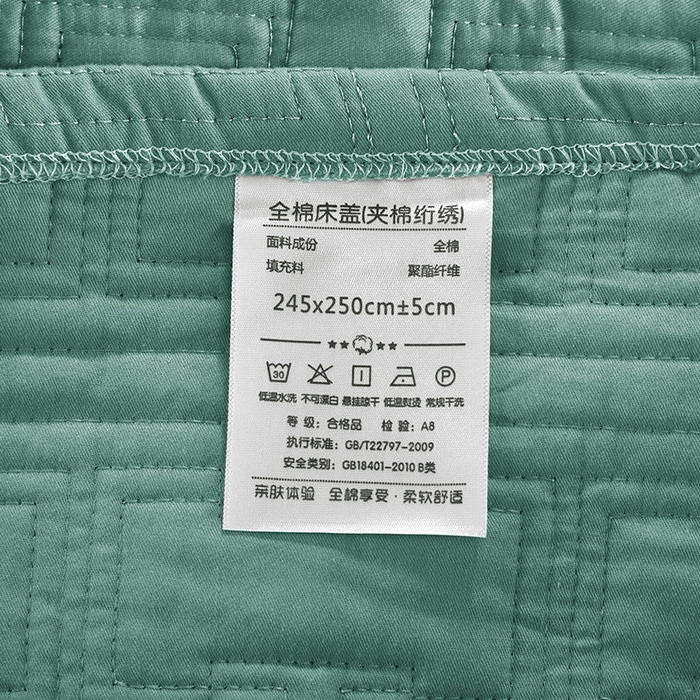 全棉床盖(夹棉绗绣)
面料成份 全棉
填充料 聚酯纤维
245x250cm±5cm
30 P
低温水洗 不可漂白 悬挂晾干 低温熨烫 常规干洗
等 级: 合格品 检 验: A8
执行标准: GB/T22797-2009
安全类别: GB18401-2010 B类
亲肤体验 全棉享受·柔软舒适